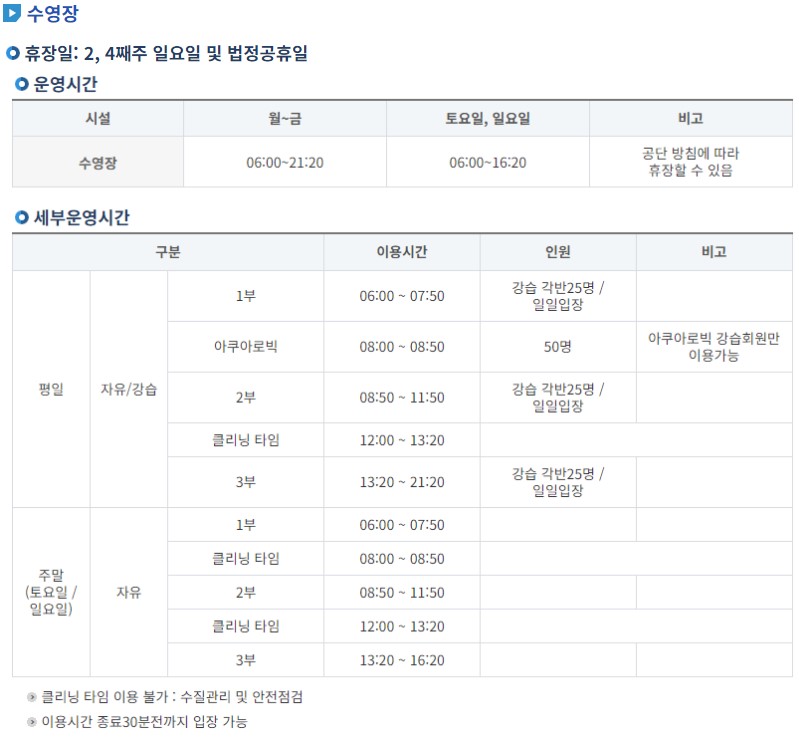 수영장
휴장일: 2, 4째주 일요일 및 법정공휴일
운영시간
시설 월~금 토요일, 일요일 비고
수영장 06:00~21:20 06:00~16:20 공단 방침에 따라
휴장할 수 있음
세부운영시간
구분 이용시간 인원 비고
평일 자유/강습 1부 06:00 ~ 07:50 강습 각반25명 /
일일입장
아쿠아로빅 08:00 ~ 08:50 50명 아쿠아로빅 강습회원만
이용가능
2부 08:50 ~ 11:50 강습 각반25명 /
일일입장
클리닝 타임 12:00 ~ 13:20
3부 13:20 ~ 21:20 강습 각반25명 /
일일입장
주말
(토요일 /
일요일) 자유 1부 06:00 ~ 07:50
클리닝 타임 08:00 ~ 08:50
2부 08:50 ~ 11:50
클리닝 타임 12:00 ~ 13:20
3부 13:20 ~ 16:20
클리닝 타임 이용 불가 : 수질관리 및 안전점검
이용시간 종료30분전까지 입장 가능